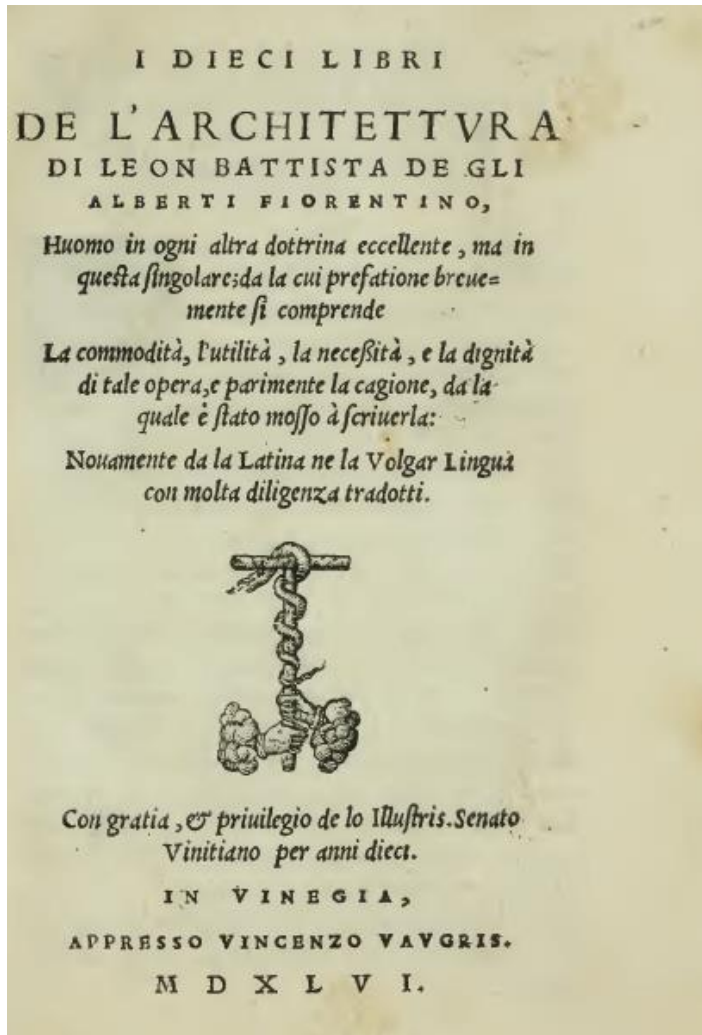 I DIECI LIBRI
DE L'ARCHITETTVRA
DI LEON BATTISTA DE GLI
ALBERTI FIORENTINO,
Huomo in ogni altra dottrina eccellente, ma in
queſta ſingolare; da la cui prefatione breue=
mente ſi comprende
La commodità, l'utilità, la neceßità, e la dignità
di tale opera, e parimente la cagione, da la
quale è ſtato moſſo à ſcriuerla:
Nouamente da la Latina ne la Volgar Lingua
con molta diligenza tradotti.
Con gratia, & priuilegio de lo Illuſtris. Senato
Vinitiano per anni dieci.
IN VINEGIA,
APPRESSO VINCENZO VAVGRIS.
M D X L V I.